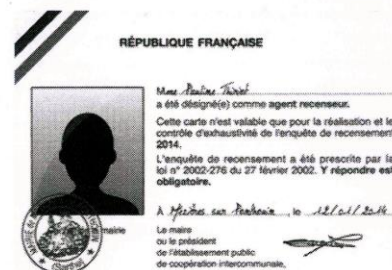 RÉPUBLIQUE FRANÇAISE
Mme Pauline
a été désigné(e) comme agent recenseur.
Cette carte n'est valable que pour la réalisation et le
contrôle d'exhaustivité de l'enquête de recensement
2014.
L'enquête de recensement a été prescrite par la
loi n° 2002-276 du 27 février 2002. Y répondre est
obligatoire.
A sur, le 12/01/2014
mairie
Le maire
ou le président
de l'établissement public
de coopération intercommunale,